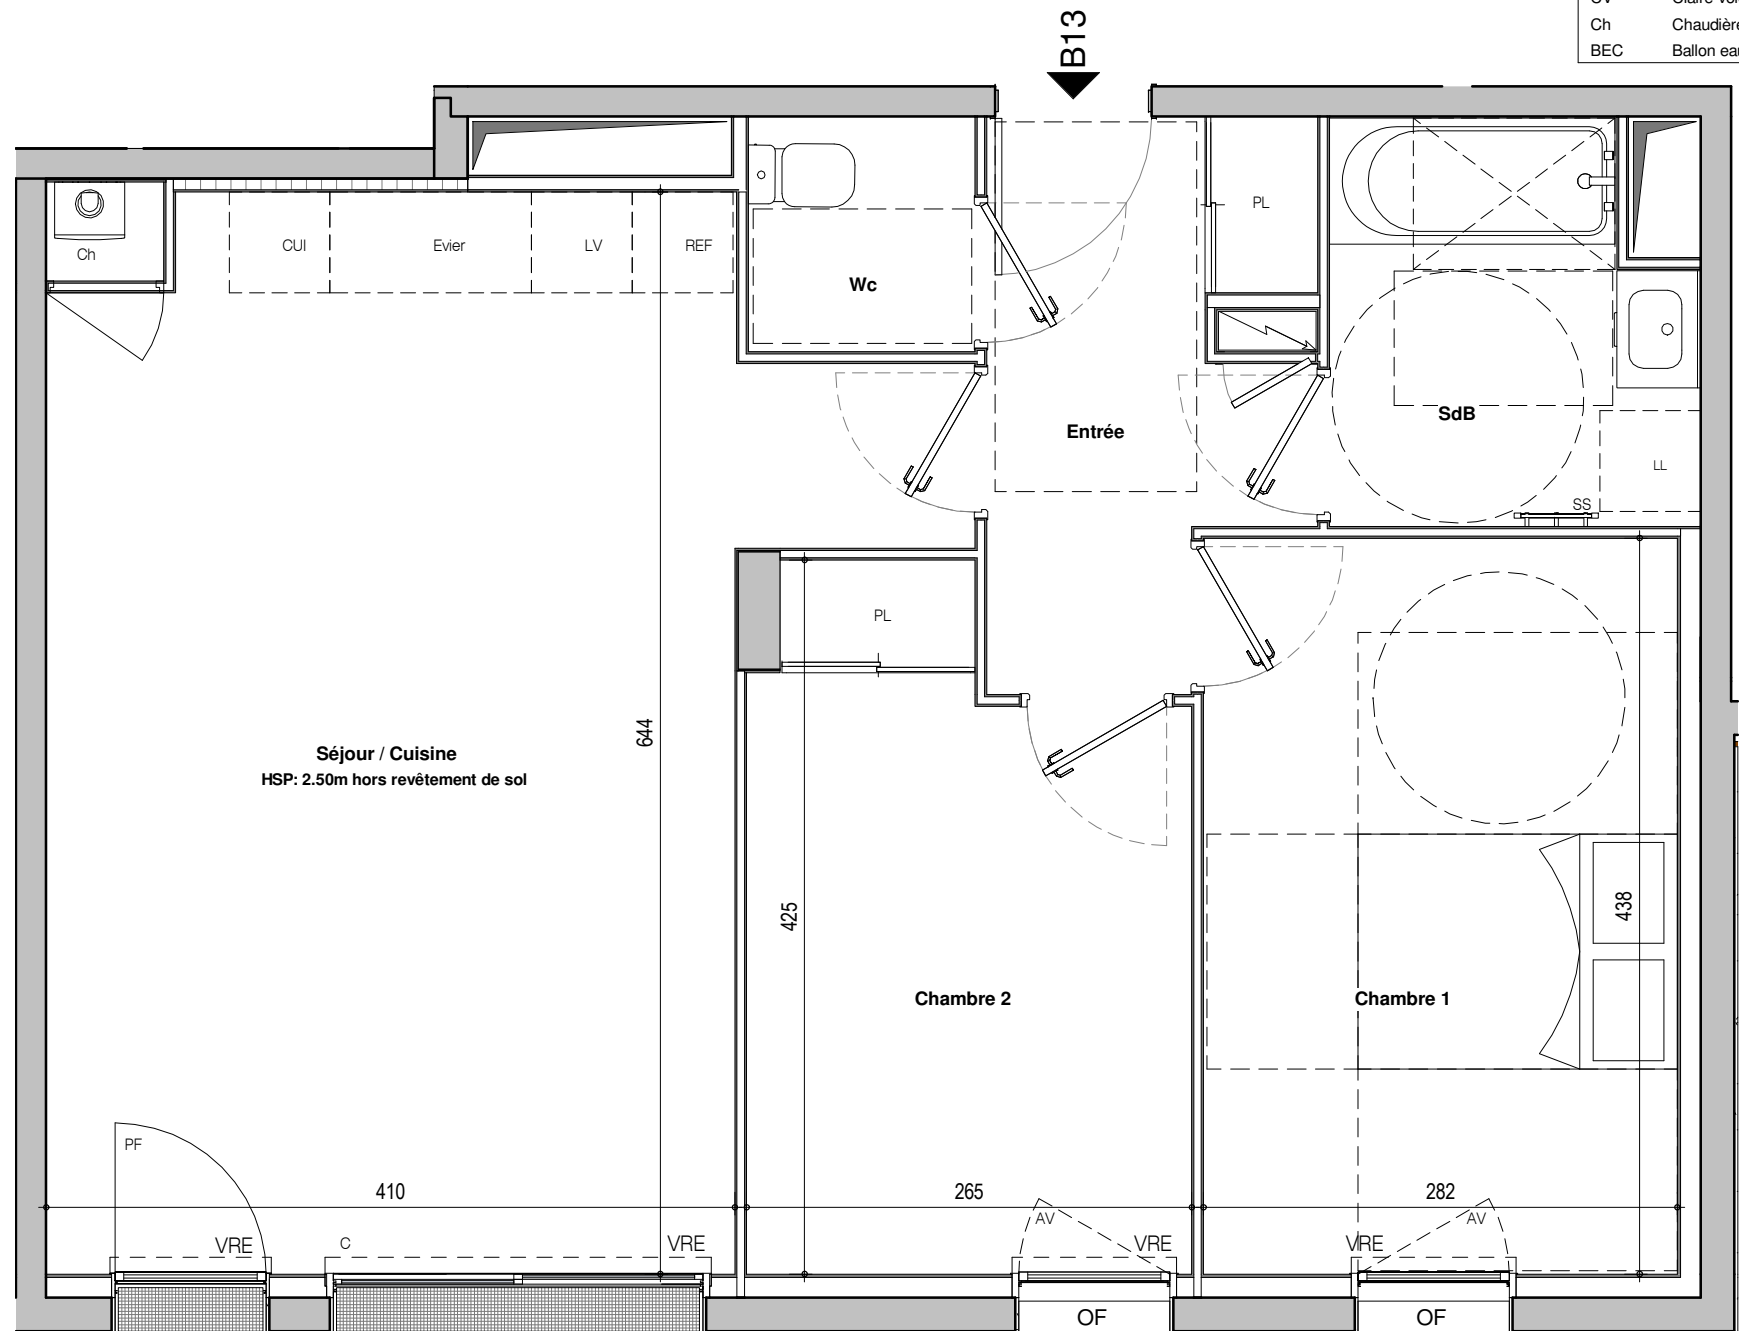 B13
Ch Chaudière
BEC Ballon eau
PL
CUI
Evier
LV
REF
Ch
Wc
Entrée
SdB
LL
SS
PL
644
Séjour / Cuisine
HSP: 2.50m hors revêtement de sol
425
438
Chambre 2
Chambre 1
PF
410
265
282
AV
AV
VRE
C
VRE
VRE
VRE
OF
OF